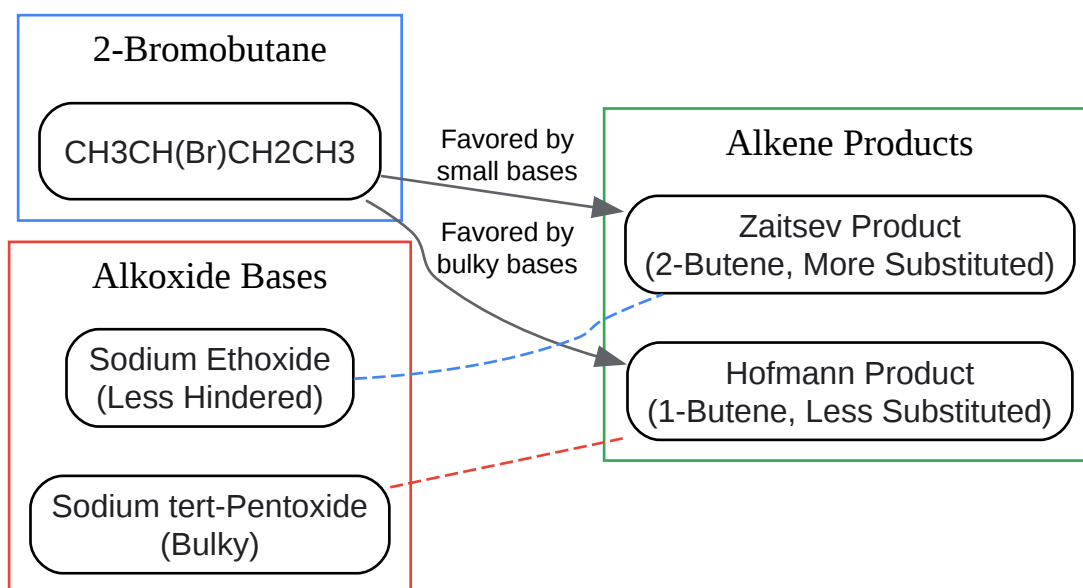 2-Bromobutane
CH3CH(Br)CH2CH3
Favored by
small bases
Favored by
bulky bases
Alkoxide Bases
Sodium Ethoxide
(Less Hindered)
Sodium tert-Pentoxide
(Bulky)
Alkene Products
Zaitsev Product
(2-Butene, More Substituted)
Hofmann Product
(1-Butene, Less Substituted)